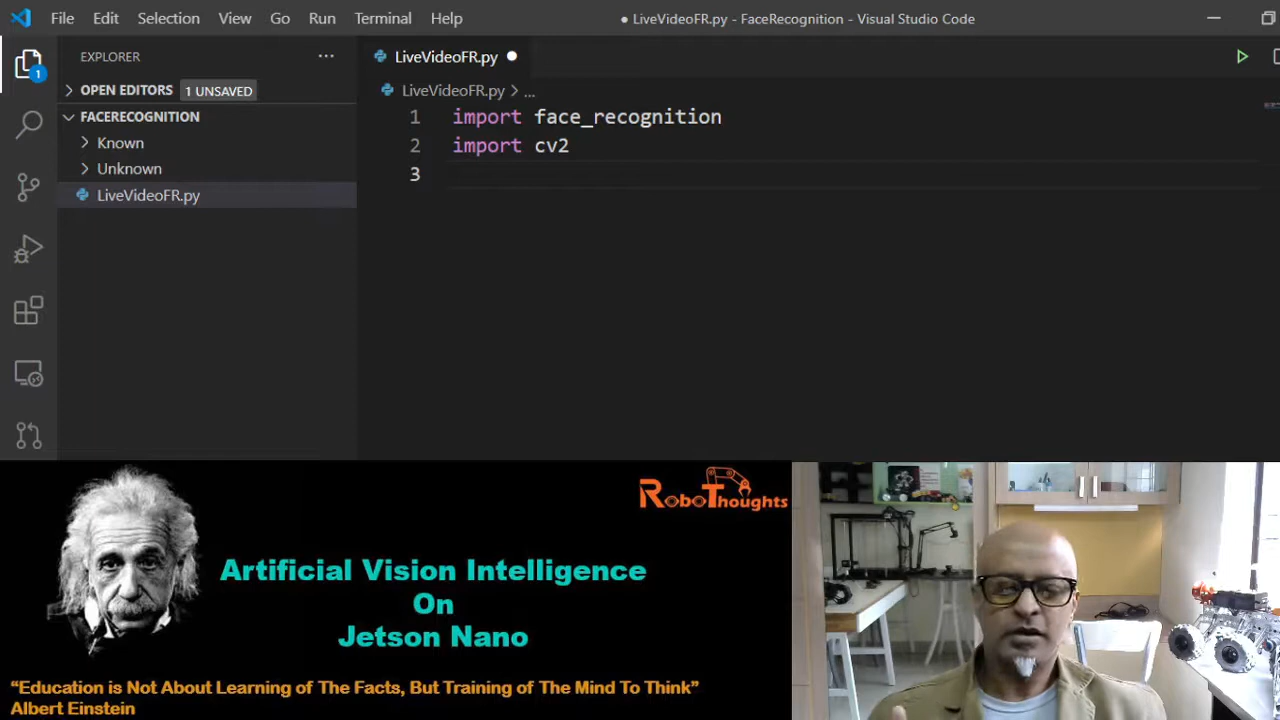 File Edit Selection View Go Run Terminal Help
● LiveVideoFR.py - FaceRecognition - Visual Studio Code
EXPLORER
1
OPEN EDITORS 1 UNSAVED
FACERECOGNITION
Known
Unknown
LiveVideoFR.py
LiveVideoFR.py
LiveVideoFR.py > ...
1 import face_recognition
2 import cv2
3
RoboThoughts
Artificial Vision Intelligence
On
Jetson Nano
“Education is Not About Learning of The Facts, But Training of The Mind To Think”
Albert Einstein